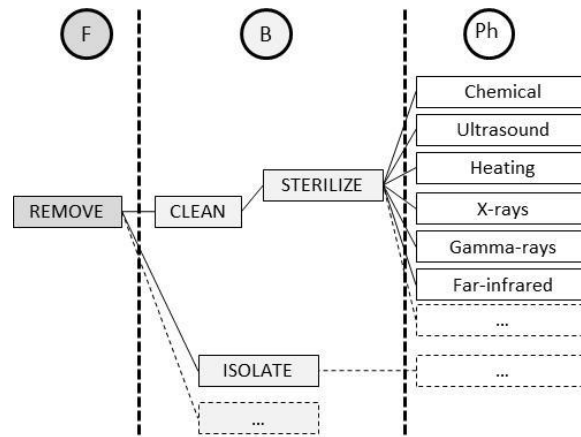 F
B
Ph
Chemical
Ultrasound
Heating
STERILIZE
REMOVE
CLEAN
X-rays
Gamma-rays
Far-infrared
...
ISOLATE
...
...